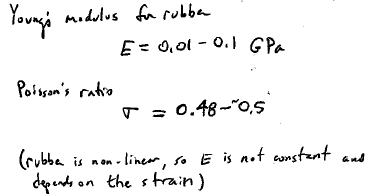 Young's modulus for rubber
E = 0.01 - 0.1 GPa
Poisson's ratio
σ = 0.48 - ~0.5
(rubber is non-linear, so E is not constant and
depends on the strain)